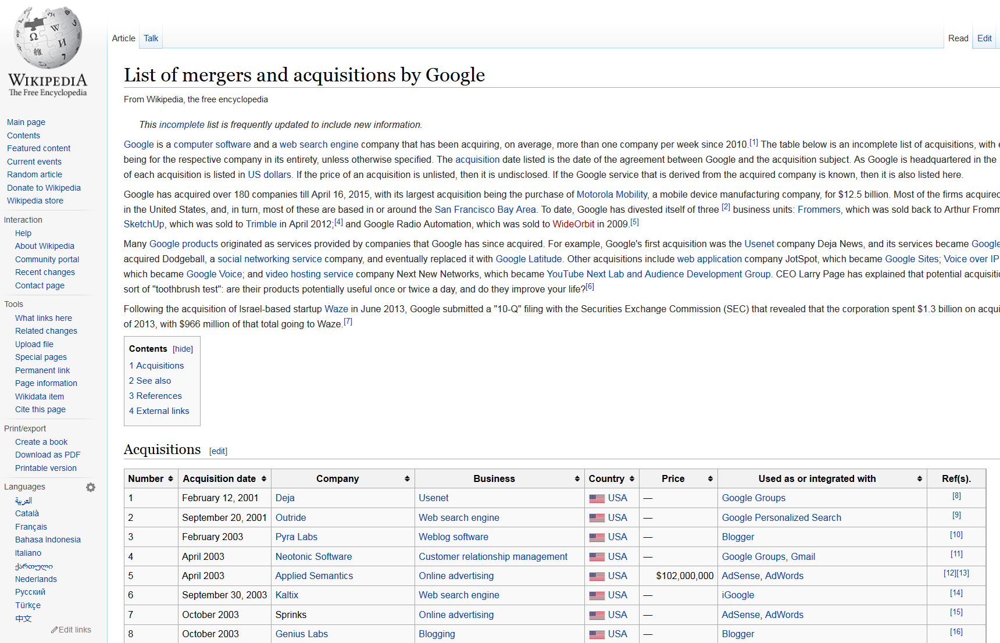 WIKIPEDIA
The Free Encyclopedia
Main page
Contents
Featured content
Current events
Random article
Donate to Wikipedia
Wikipedia store
Interaction
Help
About Wikipedia
Community portal
Recent changes
Contact page
Tools
What links here
Related changes
Upload file
Special pages
Permanent link
Page information
Wikidata item
Cite this page
Print/export
Create a book
Download as PDF
Printable version
Languages
العربية
Català
Français
Bahasa Indonesia
Italiano
ქართული
Nederlands
Русский
Türkçe
中文
Edit links
Article Talk Read Edit
List of mergers and acquisitions by Google
From Wikipedia, the free encyclopedia
This incomplete list is frequently updated to include new information.
Google is a computer software and a web search engine company that has been acquiring, on average, more than one company per week since 2010.[1] The table below is an incomplete list of acquisitions, with
being for the respective company in its entirety, unless otherwise specified. The acquisition date listed is the date of the agreement between Google and the acquisition subject. As Google is headquartered in the
of each acquisition is listed in US dollars. If the price of an acquisition is unlisted, then it is undisclosed. If the Google service that is derived from the acquired company is known, then it is also listed here.
Google has acquired over 180 companies till April 16, 2015, with its largest acquisition being the purchase of Motorola Mobility, a mobile device manufacturing company, for $12.5 billion. Most of the firms acquired
in the United States, and, in turn, most of these are based in or around the San Francisco Bay Area. To date, Google has divested itself of three [2] business units: Frommers, which was sold back to Arthur Fromm
SketchUp, which was sold to Trimble in April 2012;[4] and Google Radio Automation, which was sold to WideOrbit in 2009.[5]
Many Google products originated as services provided by companies that Google has since acquired. For example, Google's first acquisition was the Usenet company Deja News, and its services became Google
acquired Dodgeball, a social networking service company, and eventually replaced it with Google Latitude. Other acquisitions include web application company JotSpot, which became Google Sites; Voice over IP
which became Google Voice; and video hosting service company Next New Networks, which became YouTube Next Lab and Audience Development Group. CEO Larry Page has explained that potential acquisitio
sort of "toothbrush test": are their products potentially useful once or twice a day, and do they improve your life?[6]
Following the acquisition of Israel-based startup Waze in June 2013, Google submitted a "10-Q" filing with the Securities Exchange Commission (SEC) that revealed that the corporation spent $1.3 billion on acqui
of 2013, with $966 million of that total going to Waze.[7]
Contents [hide]
1 Acquisitions
2 See also
3 References
4 External links
Acquisitions [edit]
Number Acquisition date Company Business Country Price Used as or integrated with Ref(s).
1 February 12, 2001 Deja Usenet USA — Google Groups [8]
2 September 20, 2001 Outride Web search engine USA — Google Personalized Search [9]
3 February 2003 Pyra Labs Weblog software USA — Blogger [10]
4 April 2003 Neotonic Software Customer relationship management USA — Google Groups, Gmail [11]
5 April 2003 Applied Semantics Online advertising USA $102,000,000 AdSense, AdWords [12][13]
6 September 30, 2003 Kaltix Web search engine USA — iGoogle [14]
7 October 2003 Sprinks Online advertising USA — AdSense, AdWords [15]
8 October 2003 Genius Labs Blogging USA — Blogger [16]